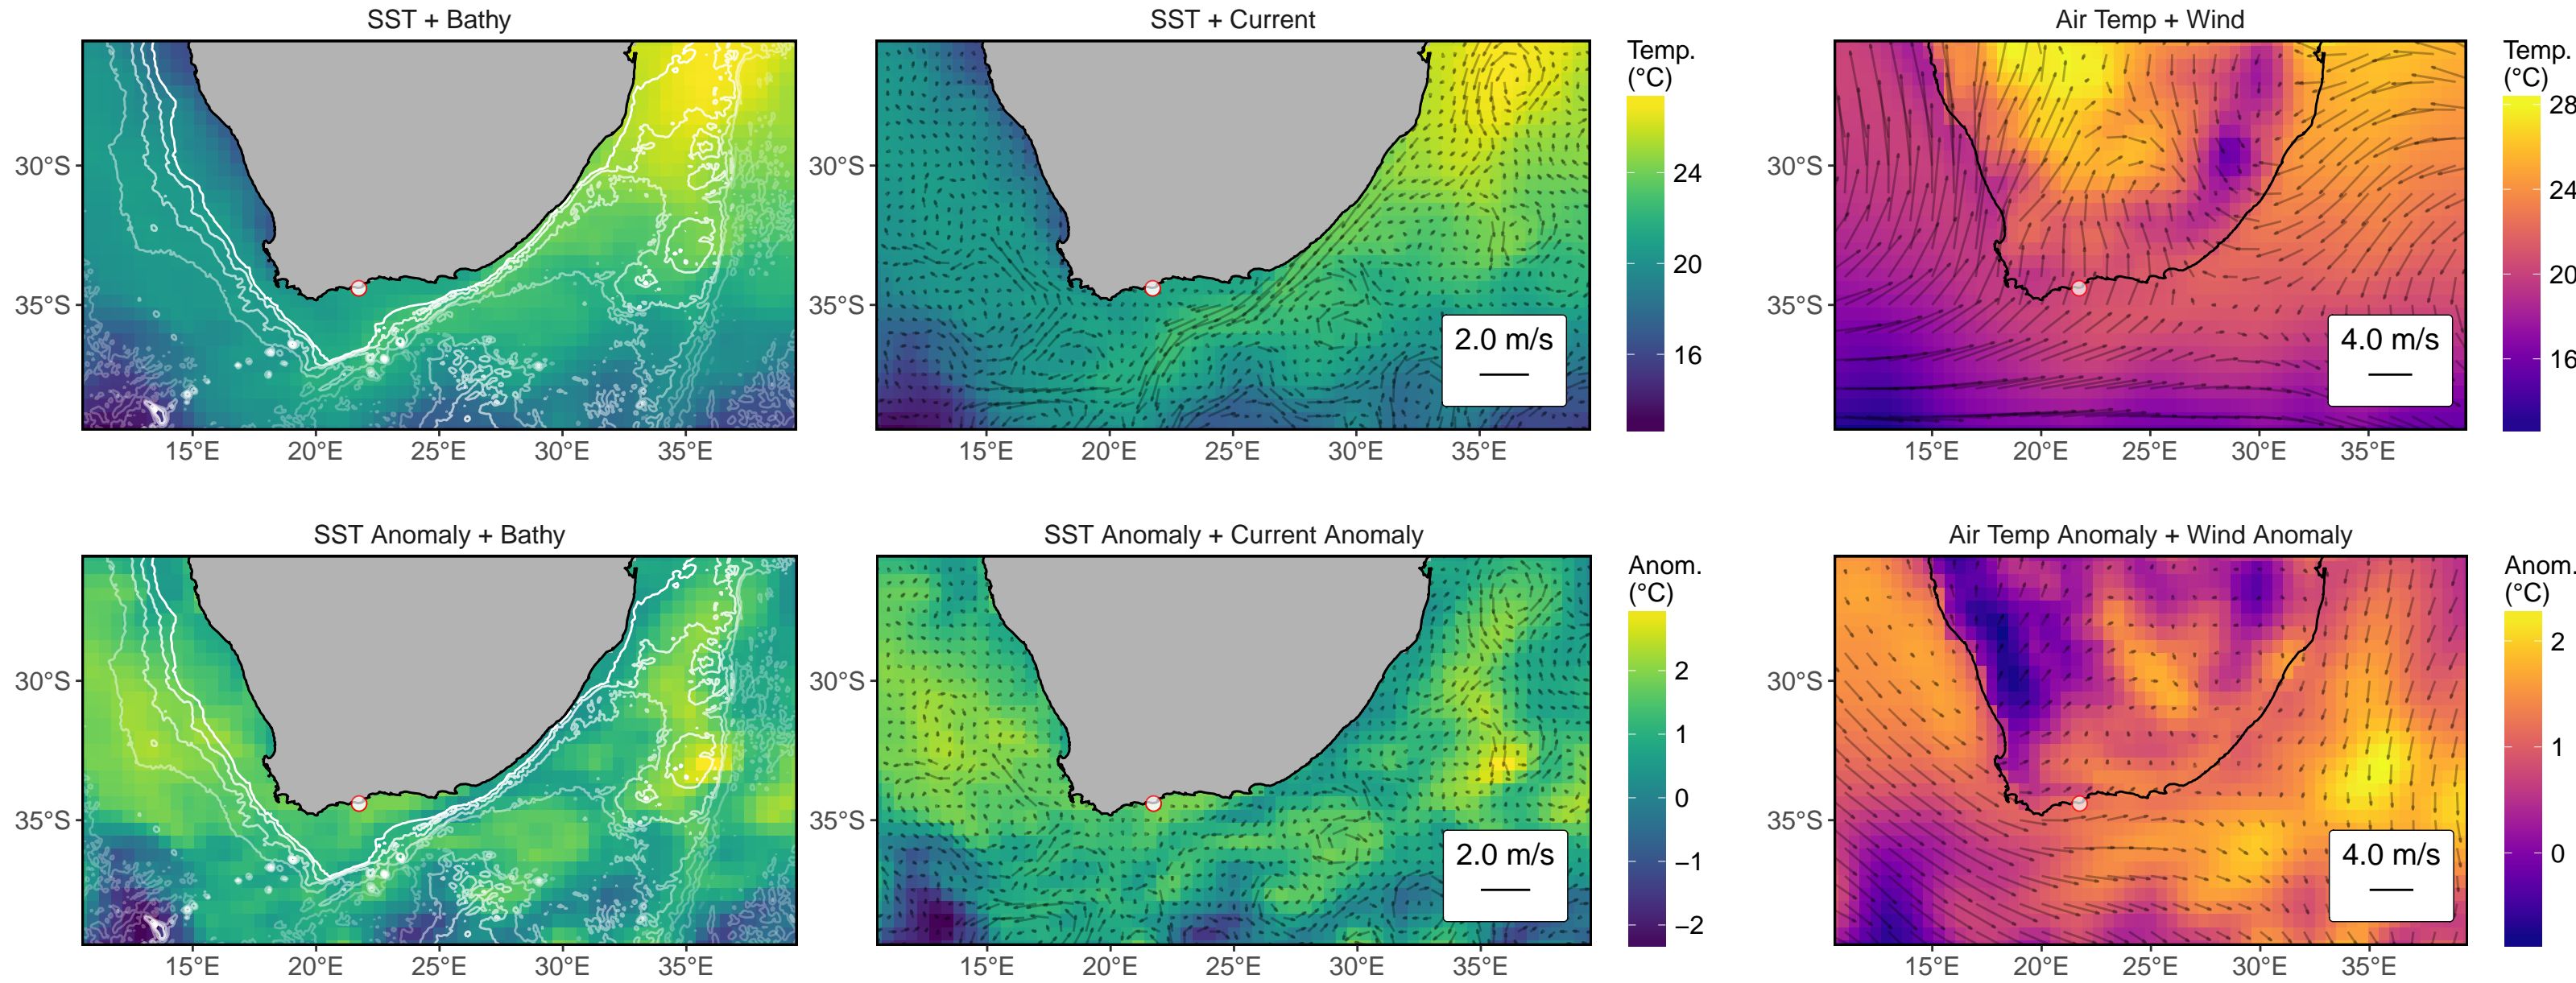 SST + Bathy
SST + Current
Air Temp + Wind
Temp.
(°C)
24
20
16
Temp.
(°C)
28
24
20
16
30°S
35°S
30°S
35°S
30°S
35°S
2.0 m/s
4.0 m/s
15°E 20°E 25°E 30°E 35°E
15°E 20°E 25°E 30°E 35°E
15°E 20°E 25°E 30°E 35°E
SST Anomaly + Bathy
SST Anomaly + Current Anomaly
Air Temp Anomaly + Wind Anomaly
Anom.
(°C)
2
1
0
−1
−2
Anom.
(°C)
2
1
0
30°S
35°S
30°S
35°S
30°S
35°S
2.0 m/s
4.0 m/s
15°E 20°E 25°E 30°E 35°E
15°E 20°E 25°E 30°E 35°E
15°E 20°E 25°E 30°E 35°E